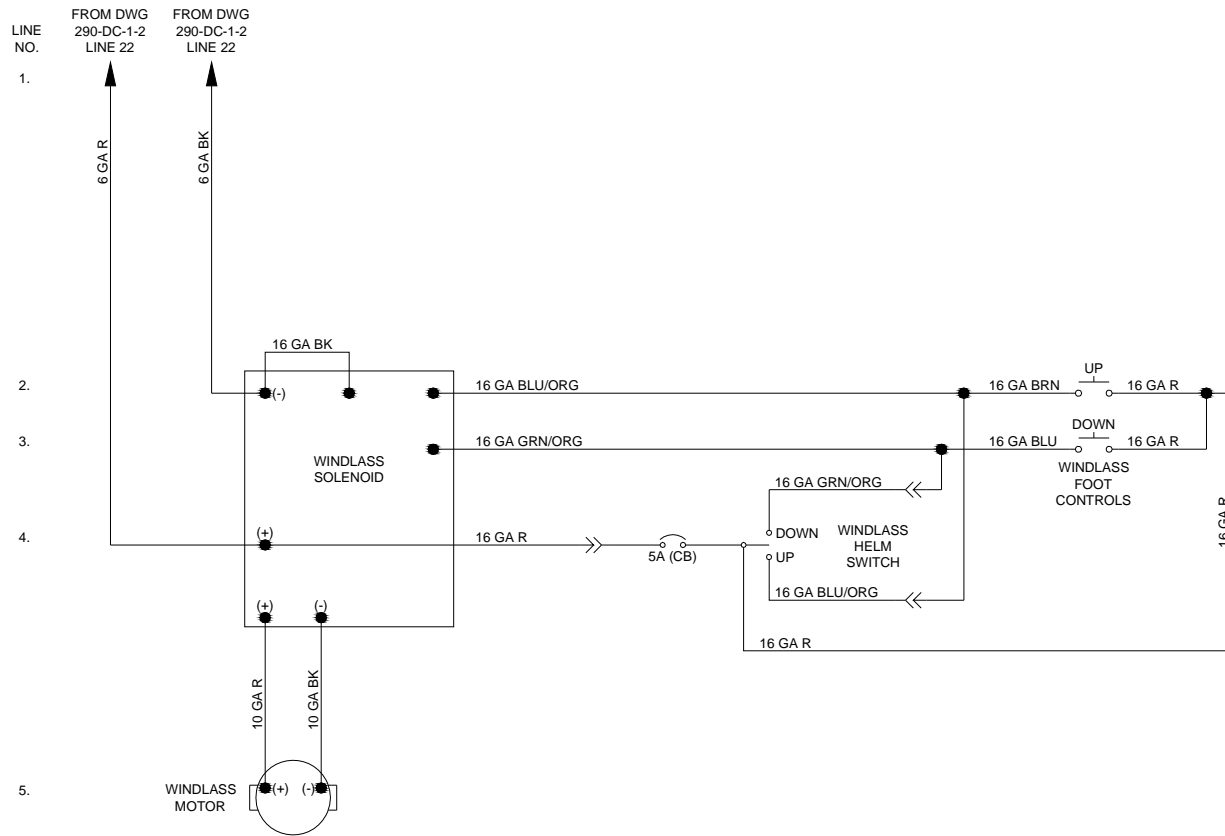 LINE
NO.
FROM DWG
290-DC-1-2
LINE 22
FROM DWG
290-DC-1-2
LINE 22
1.
6 GA R
6 GA BK
16 GA BK
2.
(-)
16 GA BLU/ORG
16 GA BRN
UP
16 GA R
3.
16 GA GRN/ORG
16 GA BLU
DOWN
16 GA R
WINDLASS
SOLENOID
WINDLASS
FOOT
CONTROLS
16 GA GRN/ORG
16 GA R
4.
(+)
16 GA R
5A (CB)
DOWN
UP
WINDLASS
HELM
SWITCH
16 GA BLU/ORG
(+)
(-)
16 GA R
10 GA R
10 GA BK
5.
WINDLASS
MOTOR
(+)
(-)